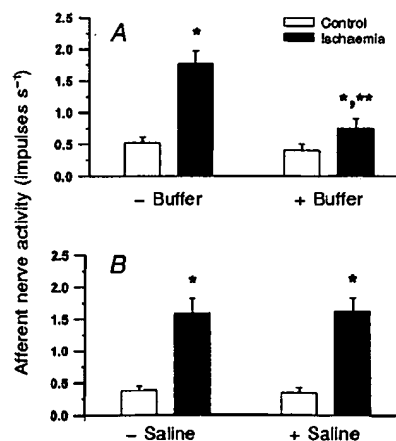 A
Control
Ischaemia
2.5
2.0
1.5
1.0
0.5
0.0
*
*,**
− Buffer
+ Buffer
Afferent nerve activity (impulses s⁻¹)
B
2.5
2.0
1.5
1.0
0.5
0.0
*
*
− Saline
+ Saline